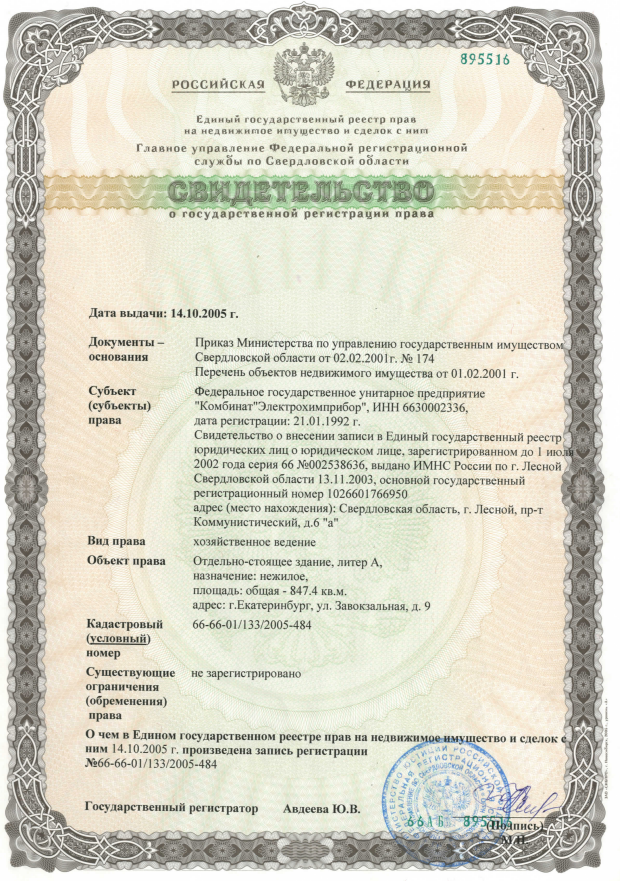 895516
РОССИЙСКАЯ ФЕДЕРАЦИЯ
Единый государственный реестр прав
на недвижимое имущество и сделок с ним
Главное управление Федеральной регистрационной
службы по Свердловской области
СВИДЕТЕЛЬСТВО
о государственной регистрации права
Дата выдачи: 14.10.2005 г.
Документы – Приказ Министерства по управлению государственным имуществом
основания Свердловской области от 02.02.2001г. № 174
Перечень объектов недвижимого имущества от 01.02.2001 г.
Субъект Федеральное государственное унитарное предприятие
(субъекты) "Комбинат"Электрохимприбор", ИНН 6630002336,
права дата регистрации: 21.01.1992 г.
Свидетельство о внесении записи в Единый государственный реестр
юридических лиц о юридическом лице, зарегистрированном до 1 июля
2002 года серия 66 №002538636, выдано ИМНС России по г. Лесной
Свердловской области 13.11.2003, основной государственный
регистрационный номер 1026601766950
адрес (место нахождения): Свердловская область, г. Лесной, пр-т
Коммунистический, д.6 "а"
Вид права хозяйственное ведение
Объект права Отдельно-стоящее здание, литер А,
назначение: нежилое,
площадь: общая - 847.4 кв.м.
адрес: г.Екатеринбург, ул. Завокзальная, д. 9
Кадастровый 66-66-01/133/2005-484
(условный)
номер
Существующие не зарегистрировано
ограничения
(обременения)
права
О чем в Едином государственном реестре прав на недвижимое имущество и сделок с
ним 14.10.2005 г. произведена запись регистрации
№66-66-01/133/2005-484
Государственный регистратор Авдеева Ю.В.
66АБ 895516
(Подпись)
М.П.